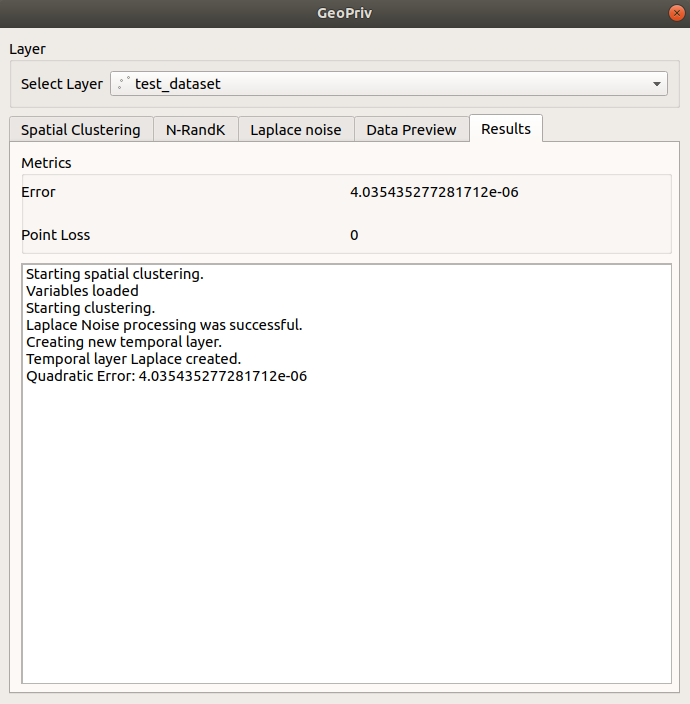 GeoPriv
Layer
Select Layer test_dataset
Spatial Clustering N-RandK Laplace noise Data Preview Results
Metrics
Error 4.035435277281712e-06
Point Loss 0
Starting spatial clustering.
Variables loaded
Starting clustering.
Laplace Noise processing was successful.
Creating new temporal layer.
Temporal layer Laplace created.
Quadratic Error: 4.035435277281712e-06